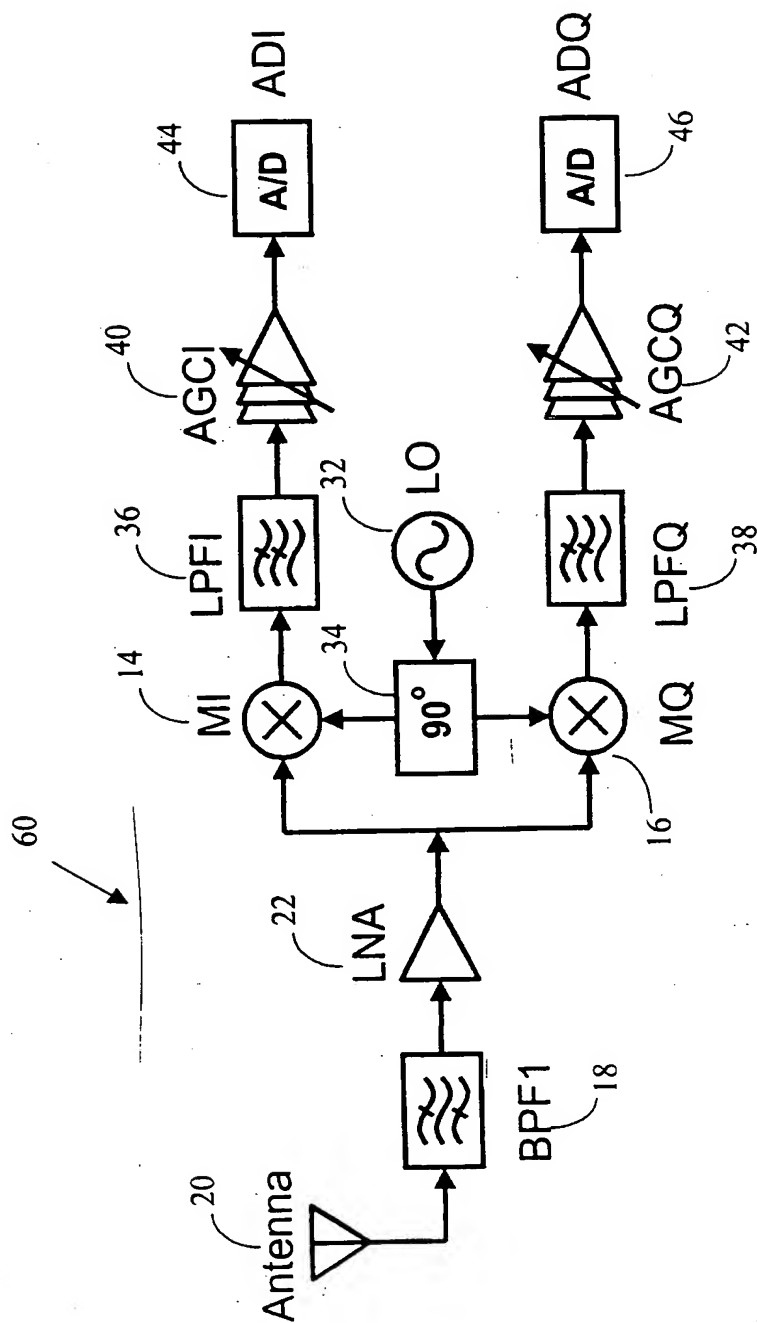 60
20
Antenna
BPF1
18
LNA
22
MI
14
LPFI
36
AGCI
40
A/D
44
ADI
90°
34
LO
32
MQ
16
LPFQ
38
AGCQ
42
A/D
46
ADQ